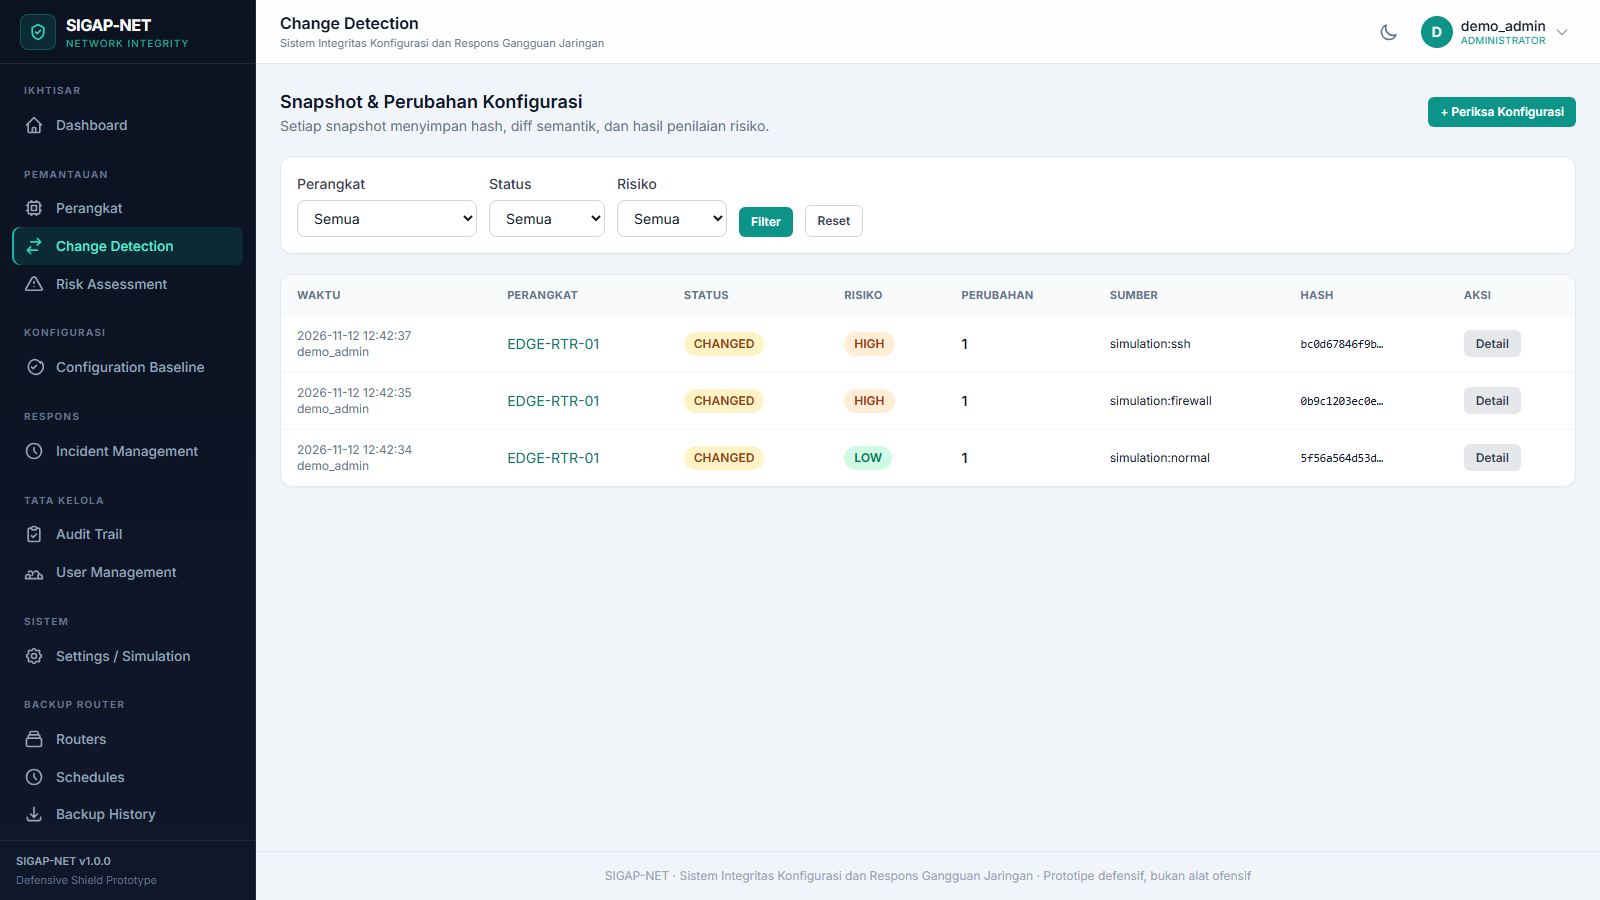 SIGAP-NET
NETWORK INTEGRITY
IKHTISAR
Dashboard
PEMANTAUAN
Perangkat
Change Detection
Risk Assessment
KONFIGURASI
Configuration Baseline
RESPONS
Incident Management
TATA KELOLA
Audit Trail
User Management
SISTEM
Settings / Simulation
BACKUP ROUTER
Routers
Schedules
Backup History
SIGAP-NET v1.0.0
Defensive Shield Prototype
Change Detection
Sistem Integritas Konfigurasi dan Respons Gangguan Jaringan
D
demo_admin
ADMINISTRATOR
Snapshot & Perubahan Konfigurasi
Setiap snapshot menyimpan hash, diff semantik, dan hasil penilaian risiko.
+ Periksa Konfigurasi
Perangkat Status Risiko
Semua Semua Semua Filter Reset
WAKTU PERANGKAT STATUS RISIKO PERUBAHAN SUMBER HASH AKSI
2026-11-12 12:42:37
demo_admin
EDGE-RTR-01 CHANGED HIGH 1 simulation:ssh bc0d67846f9b… Detail
2026-11-12 12:42:35
demo_admin
EDGE-RTR-01 CHANGED HIGH 1 simulation:firewall 0b9c1203ec0e… Detail
2026-11-12 12:42:34
demo_admin
EDGE-RTR-01 CHANGED LOW 1 simulation:normal 5f56a564d53d… Detail
SIGAP-NET · Sistem Integritas Konfigurasi dan Respons Gangguan Jaringan · Prototipe defensif, bukan alat ofensif